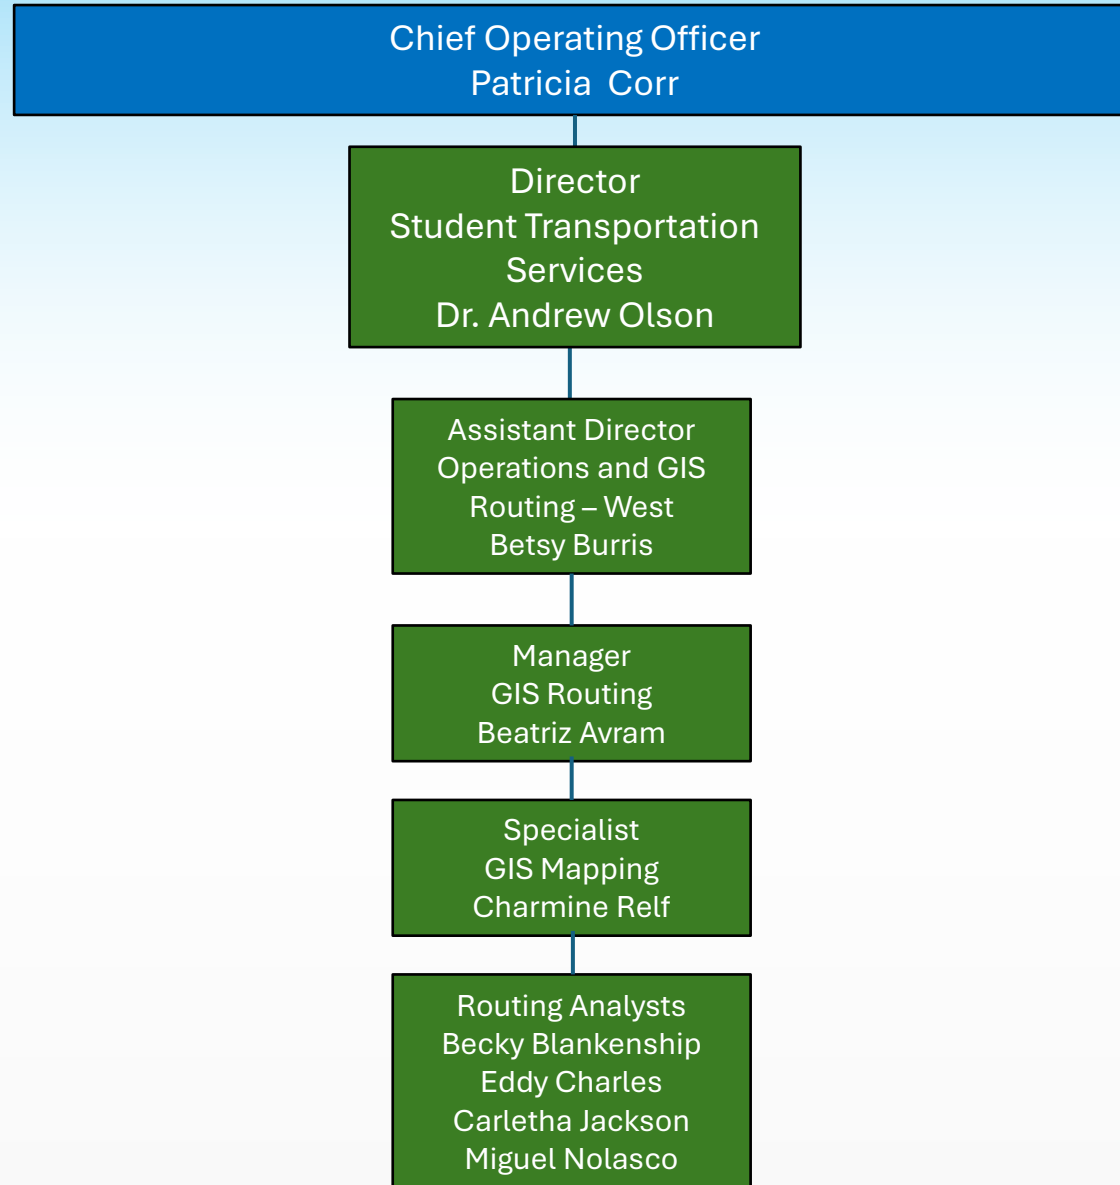 Chief Operating Officer
Patricia  Corr
Director
Student Transportation
Services
Dr. Andrew Olson
Assistant Director
Operations and GIS
Routing – West
Betsy Burris
Manager
GIS Routing
Beatriz Avram
Specialist
GIS Mapping
Charmine Relf
Routing Analysts
Becky Blankenship
Eddy Charles
Carletha Jackson
Miguel Nolasco